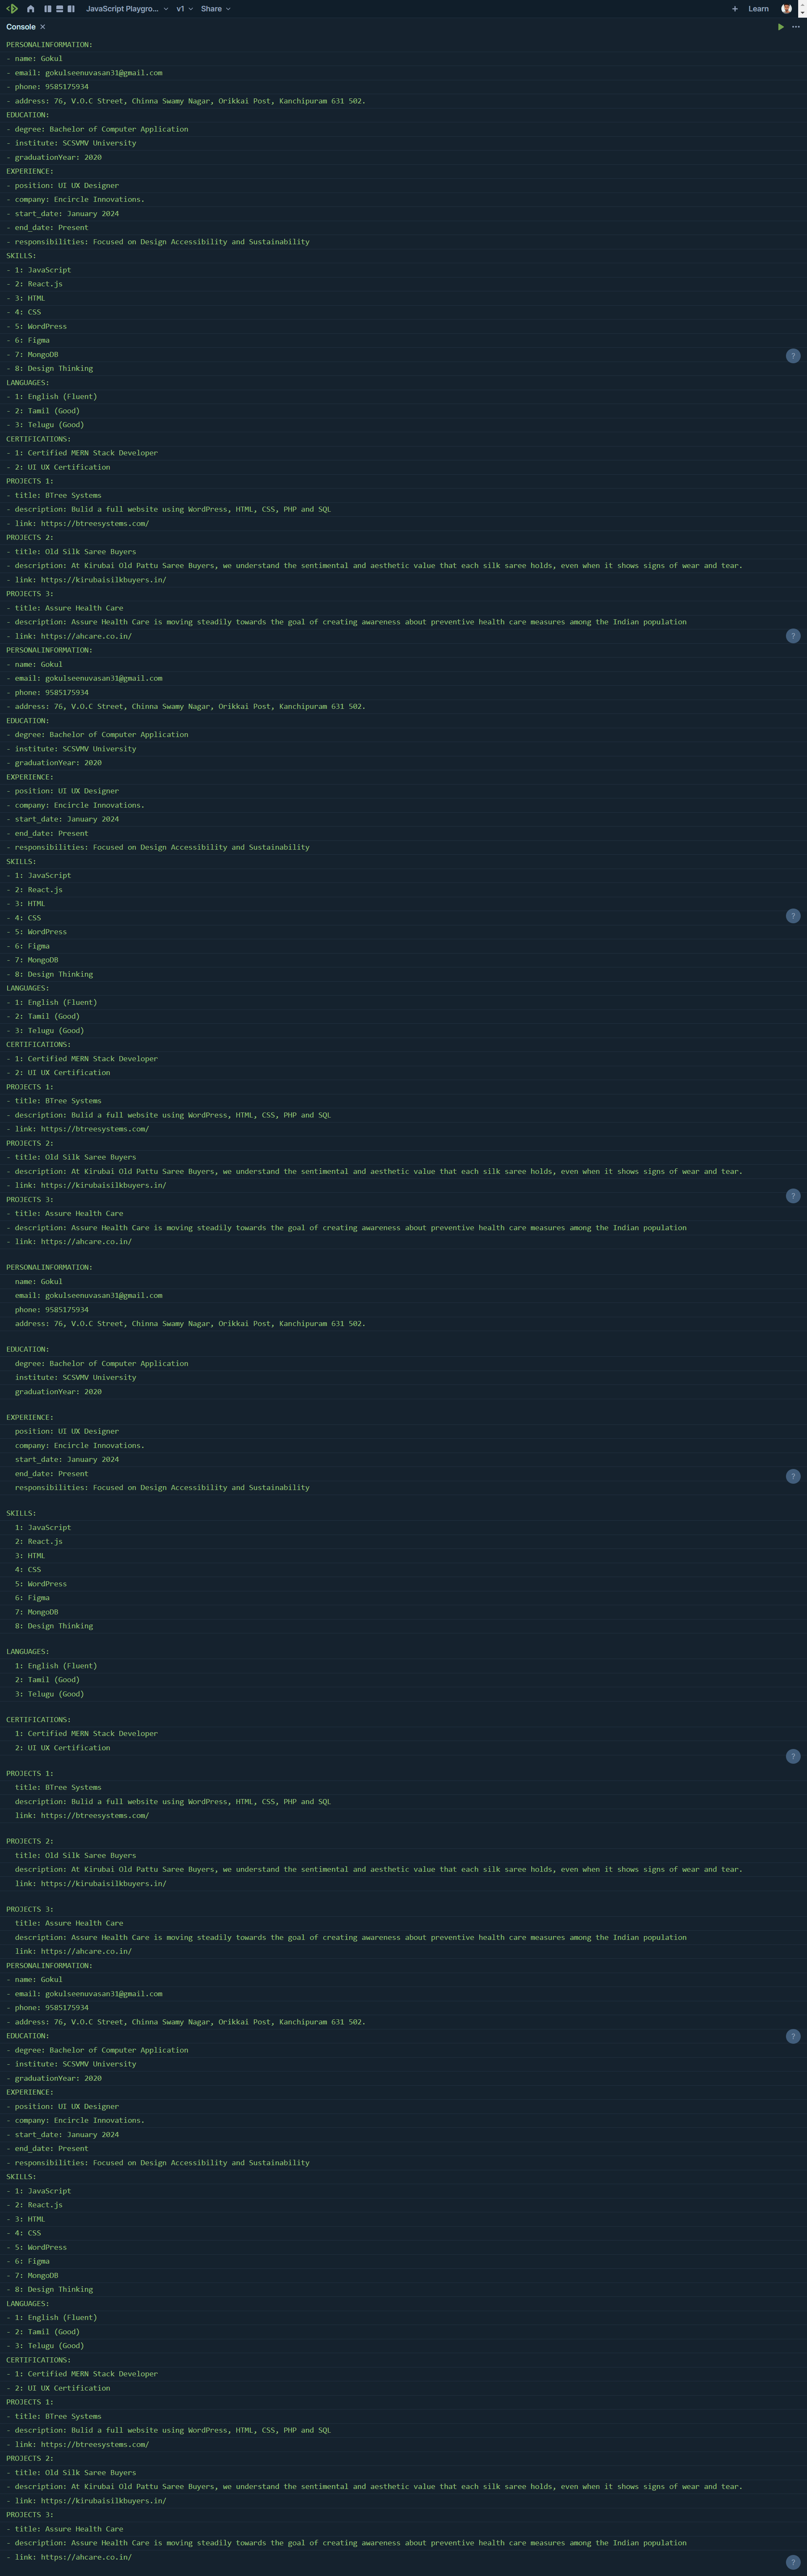 JavaScript Playgro...
v1
Share
+
Learn
Console ×
PERSONALINFORMATION:
- name: Gokul
- email: gokulseenuvasan31@gmail.com
- phone: 9585175934
- address: 76, V.O.C Street, Chinna Swamy Nagar, Orikkai Post, Kanchipuram 631 502.
EDUCATION:
- degree: Bachelor of Computer Application
- institute: SCSVMV University
- graduationYear: 2020
EXPERIENCE:
- position: UI UX Designer
- company: Encircle Innovations.
- start_date: January 2024
- end_date: Present
- responsibilities: Focused on Design Accessibility and Sustainability
SKILLS:
- 1: JavaScript
- 2: React.js
- 3: HTML
- 4: CSS
- 5: WordPress
- 6: Figma
- 7: MongoDB
- 8: Design Thinking
LANGUAGES:
- 1: English (Fluent)
- 2: Tamil (Good)
- 3: Telugu (Good)
CERTIFICATIONS:
- 1: Certified MERN Stack Developer
- 2: UI UX Certification
PROJECTS 1:
- title: BTree Systems
- description: Bulid a full website using WordPress, HTML, CSS, PHP and SQL
- link: https://btreesystems.com/
PROJECTS 2:
- title: Old Silk Saree Buyers
- description: At Kirubai Old Pattu Saree Buyers, we understand the sentimental and aesthetic value that each silk saree holds, even when it shows signs of wear and tear.
- link: https://kirubaisilkbuyers.in/
PROJECTS 3:
- title: Assure Health Care
- description: Assure Health Care is moving steadily towards the goal of creating awareness about preventive health care measures among the Indian population
- link: https://ahcare.co.in/
PERSONALINFORMATION:
- name: Gokul
- email: gokulseenuvasan31@gmail.com
- phone: 9585175934
- address: 76, V.O.C Street, Chinna Swamy Nagar, Orikkai Post, Kanchipuram 631 502.
EDUCATION:
- degree: Bachelor of Computer Application
- institute: SCSVMV University
- graduationYear: 2020
EXPERIENCE:
- position: UI UX Designer
- company: Encircle Innovations.
- start_date: January 2024
- end_date: Present
- responsibilities: Focused on Design Accessibility and Sustainability
SKILLS:
- 1: JavaScript
- 2: React.js
- 3: HTML
- 4: CSS
- 5: WordPress
- 6: Figma
- 7: MongoDB
- 8: Design Thinking
LANGUAGES:
- 1: English (Fluent)
- 2: Tamil (Good)
- 3: Telugu (Good)
CERTIFICATIONS:
- 1: Certified MERN Stack Developer
- 2: UI UX Certification
PROJECTS 1:
- title: BTree Systems
- description: Bulid a full website using WordPress, HTML, CSS, PHP and SQL
- link: https://btreesystems.com/
PROJECTS 2:
- title: Old Silk Saree Buyers
- description: At Kirubai Old Pattu Saree Buyers, we understand the sentimental and aesthetic value that each silk saree holds, even when it shows signs of wear and tear.
- link: https://kirubaisilkbuyers.in/
PROJECTS 3:
- title: Assure Health Care
- description: Assure Health Care is moving steadily towards the goal of creating awareness about preventive health care measures among the Indian population
- link: https://ahcare.co.in/
PERSONALINFORMATION:
name: Gokul
email: gokulseenuvasan31@gmail.com
phone: 9585175934
address: 76, V.O.C Street, Chinna Swamy Nagar, Orikkai Post, Kanchipuram 631 502.
EDUCATION:
degree: Bachelor of Computer Application
institute: SCSVMV University
graduationYear: 2020
EXPERIENCE:
position: UI UX Designer
company: Encircle Innovations.
start_date: January 2024
end_date: Present
responsibilities: Focused on Design Accessibility and Sustainability
SKILLS:
1: JavaScript
2: React.js
3: HTML
4: CSS
5: WordPress
6: Figma
7: MongoDB
8: Design Thinking
LANGUAGES:
1: English (Fluent)
2: Tamil (Good)
3: Telugu (Good)
CERTIFICATIONS:
1: Certified MERN Stack Developer
2: UI UX Certification
PROJECTS 1:
title: BTree Systems
description: Bulid a full website using WordPress, HTML, CSS, PHP and SQL
link: https://btreesystems.com/
PROJECTS 2:
title: Old Silk Saree Buyers
description: At Kirubai Old Pattu Saree Buyers, we understand the sentimental and aesthetic value that each silk saree holds, even when it shows signs of wear and tear.
link: https://kirubaisilkbuyers.in/
PROJECTS 3:
title: Assure Health Care
description: Assure Health Care is moving steadily towards the goal of creating awareness about preventive health care measures among the Indian population
link: https://ahcare.co.in/
PERSONALINFORMATION:
- name: Gokul
- email: gokulseenuvasan31@gmail.com
- phone: 9585175934
- address: 76, V.O.C Street, Chinna Swamy Nagar, Orikkai Post, Kanchipuram 631 502.
EDUCATION:
- degree: Bachelor of Computer Application
- institute: SCSVMV University
- graduationYear: 2020
EXPERIENCE:
- position: UI UX Designer
- company: Encircle Innovations.
- start_date: January 2024
- end_date: Present
- responsibilities: Focused on Design Accessibility and Sustainability
SKILLS:
- 1: JavaScript
- 2: React.js
- 3: HTML
- 4: CSS
- 5: WordPress
- 6: Figma
- 7: MongoDB
- 8: Design Thinking
LANGUAGES:
- 1: English (Fluent)
- 2: Tamil (Good)
- 3: Telugu (Good)
CERTIFICATIONS:
- 1: Certified MERN Stack Developer
- 2: UI UX Certification
PROJECTS 1:
- title: BTree Systems
- description: Bulid a full website using WordPress, HTML, CSS, PHP and SQL
- link: https://btreesystems.com/
PROJECTS 2:
- title: Old Silk Saree Buyers
- description: At Kirubai Old Pattu Saree Buyers, we understand the sentimental and aesthetic value that each silk saree holds, even when it shows signs of wear and tear.
- link: https://kirubaisilkbuyers.in/
PROJECTS 3:
- title: Assure Health Care
- description: Assure Health Care is moving steadily towards the goal of creating awareness about preventive health care measures among the Indian population
- link: https://ahcare.co.in/